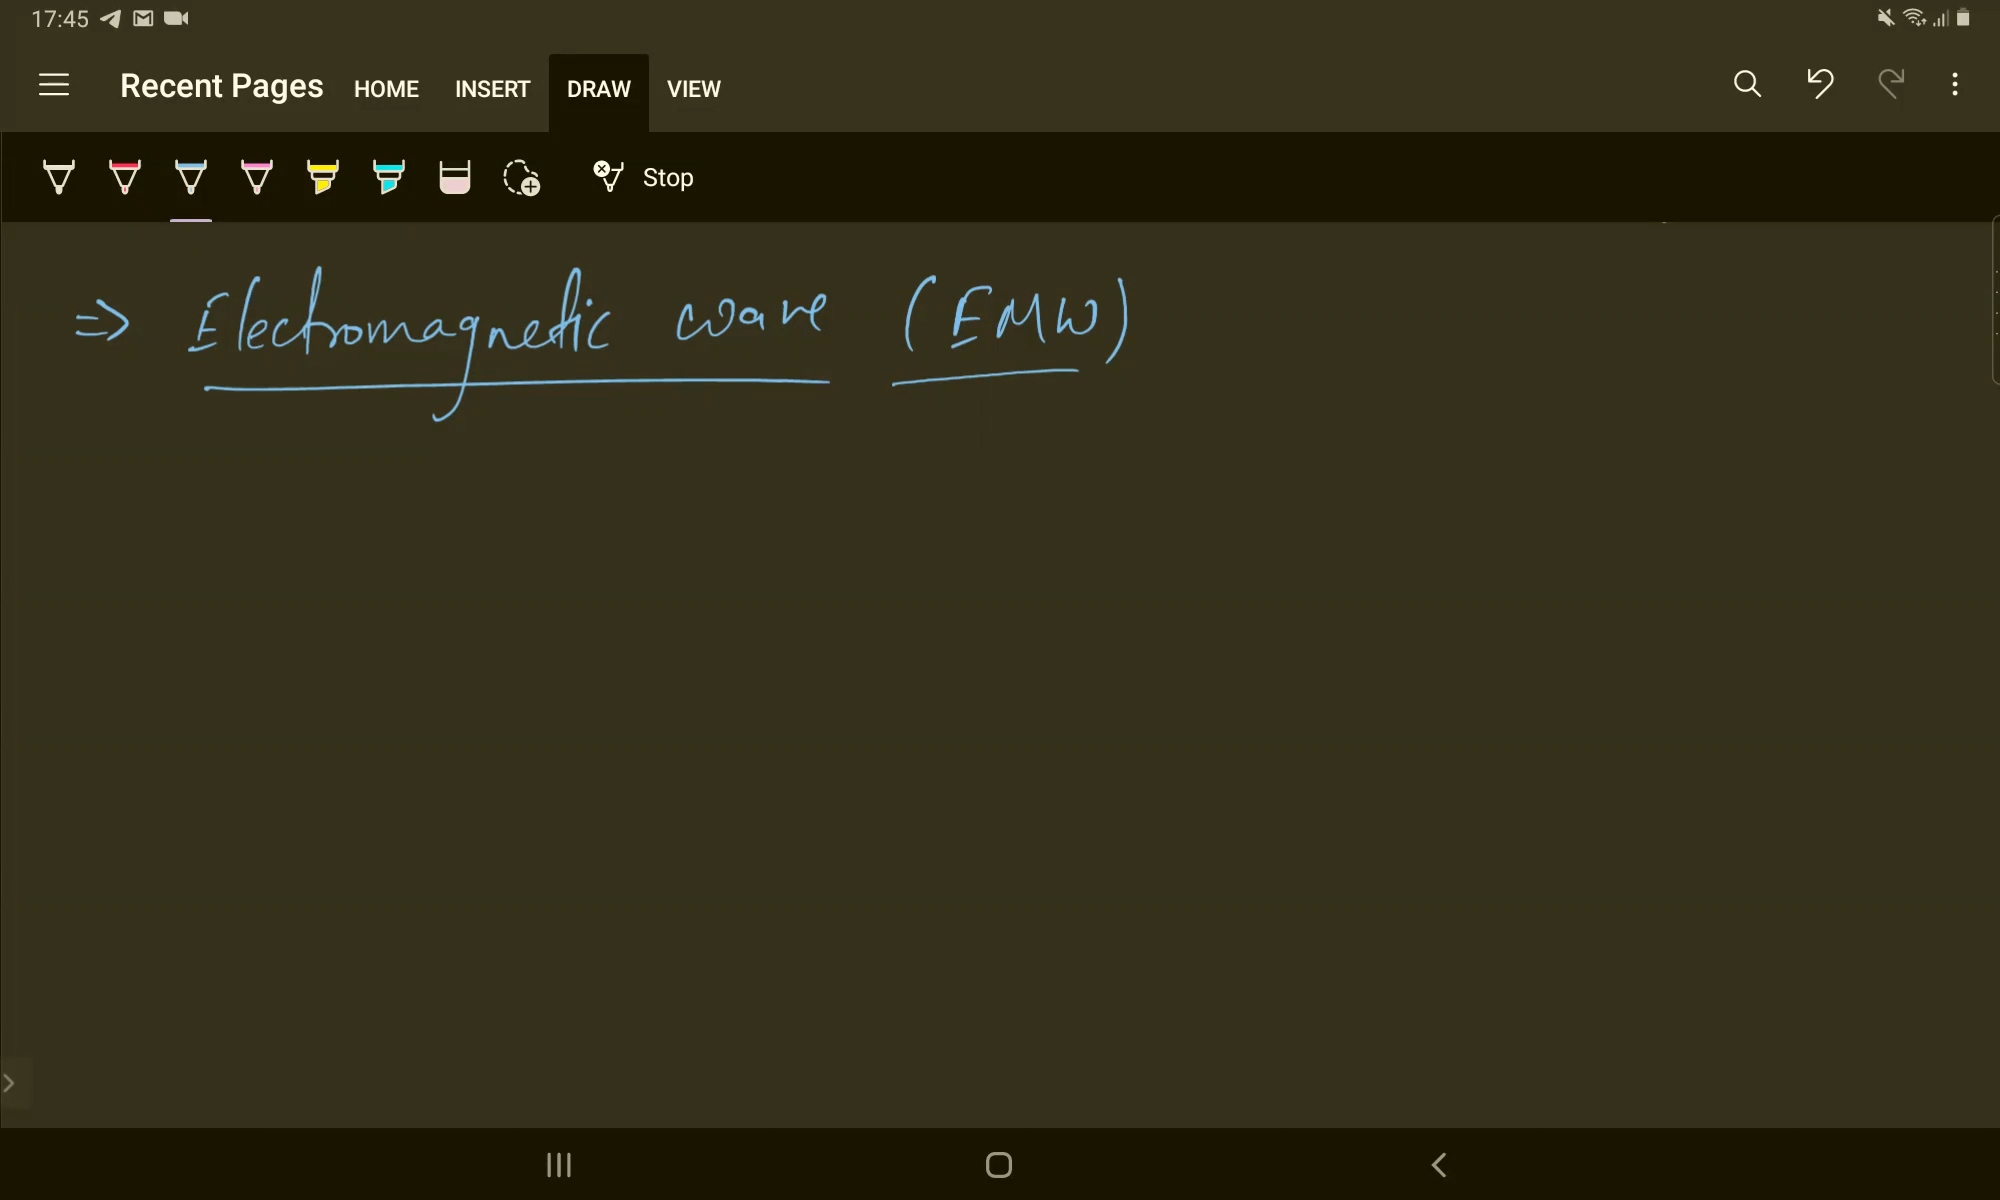 17:45
Recent Pages HOME INSERT DRAW VIEW
Stop
⇒ Electromagnetic wave (EMW)